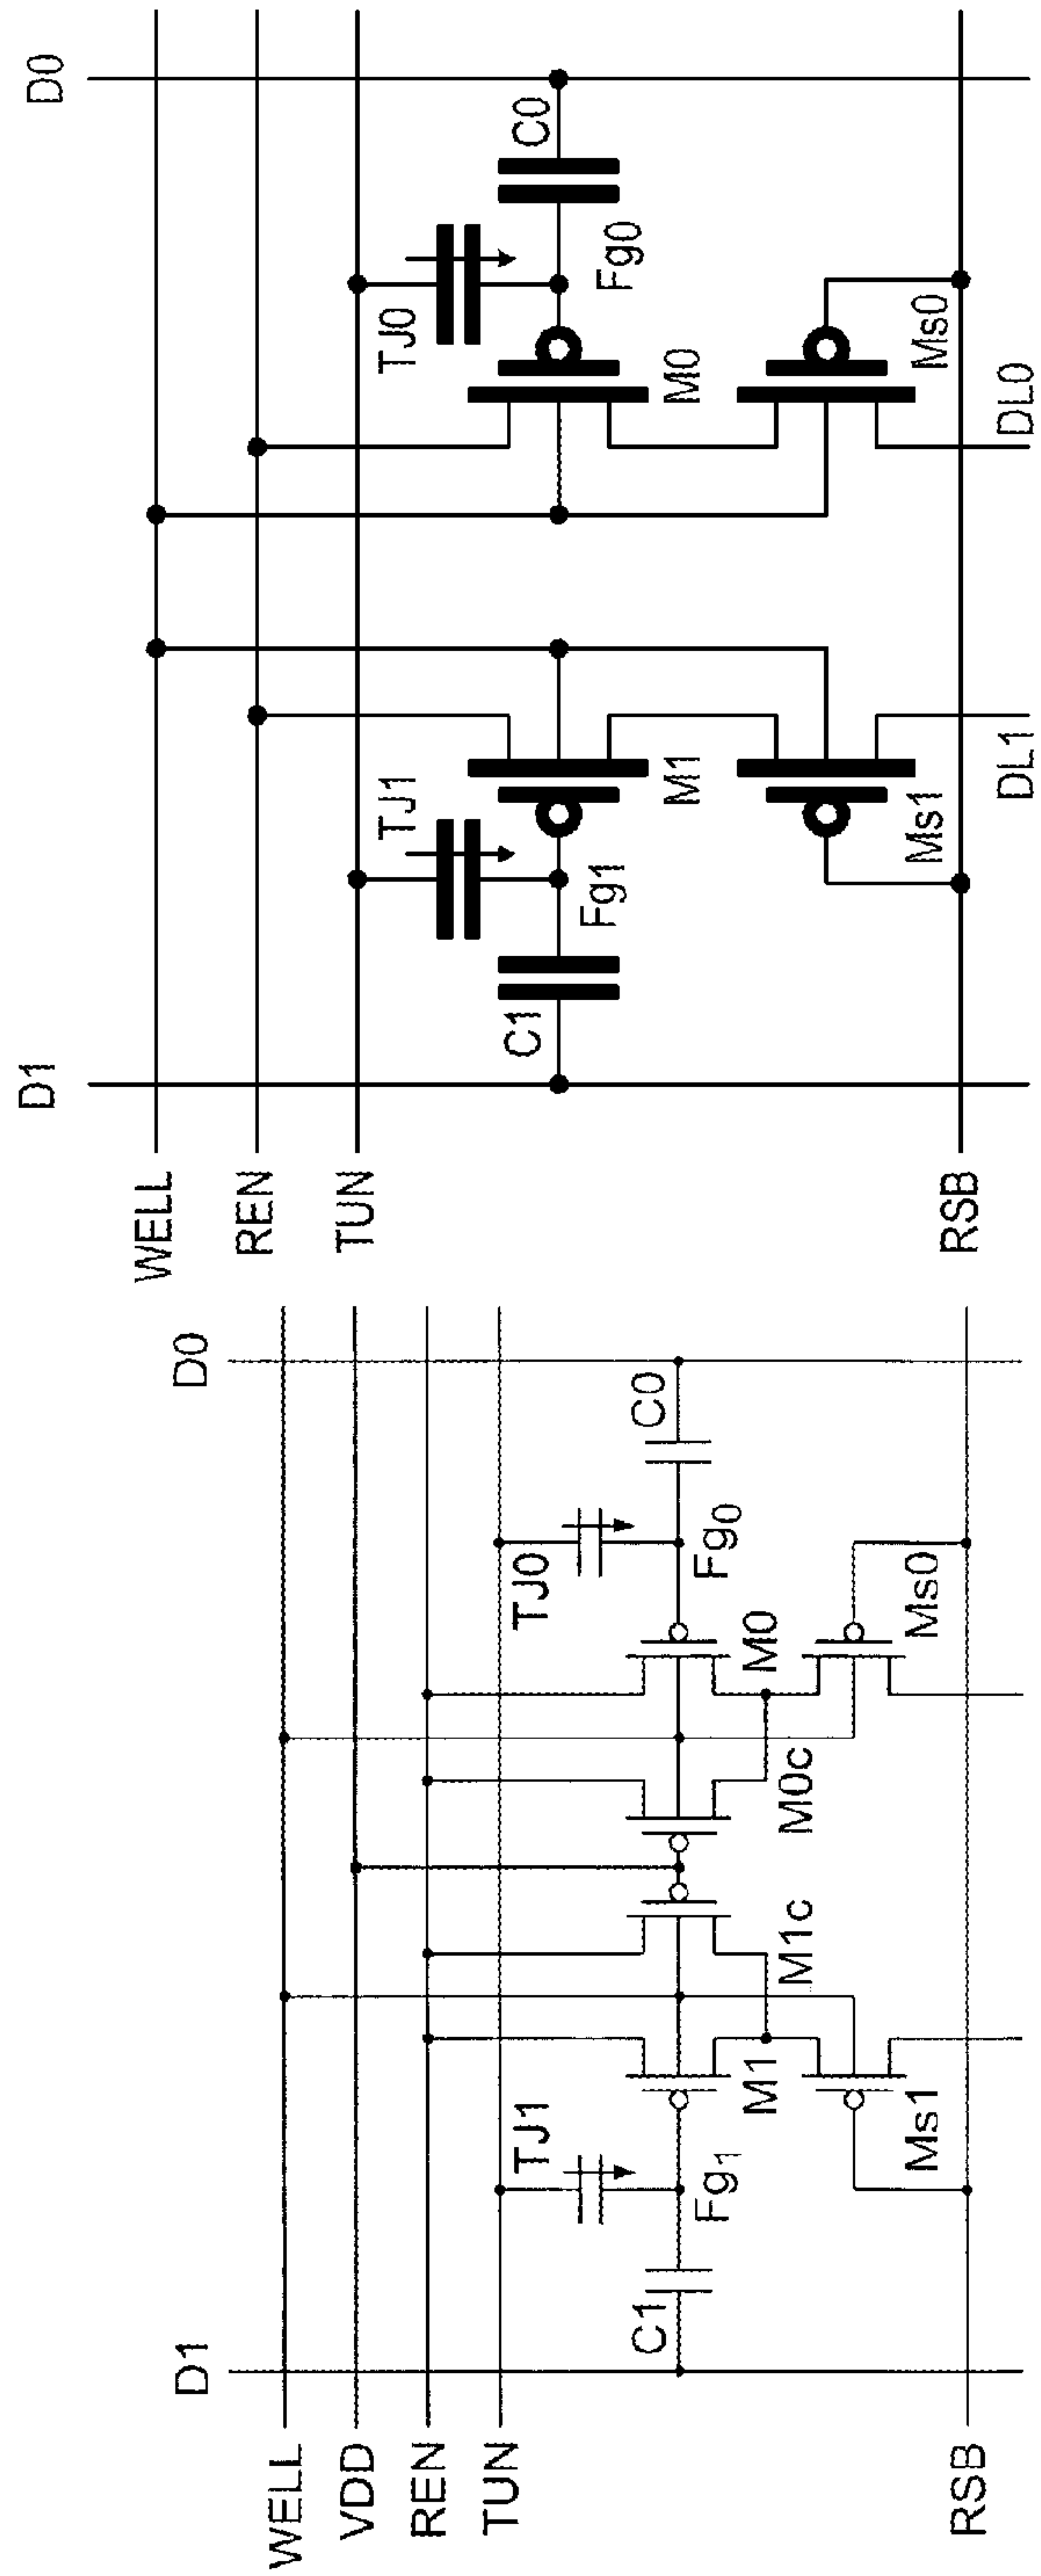 D1
D0
WELL
REN
TUN
RSB
TJ1
TJ0
C1
Fg1
M1
M0
Fg0
C0
Ms1
Ms0
DL1
DL0
D1
D0
WELL
VDD
REN
TUN
RSB
TJ1
TJ0
C1
Fg1
M1
M1c
M0c
M0
Fg0
C0
Ms1
Ms0